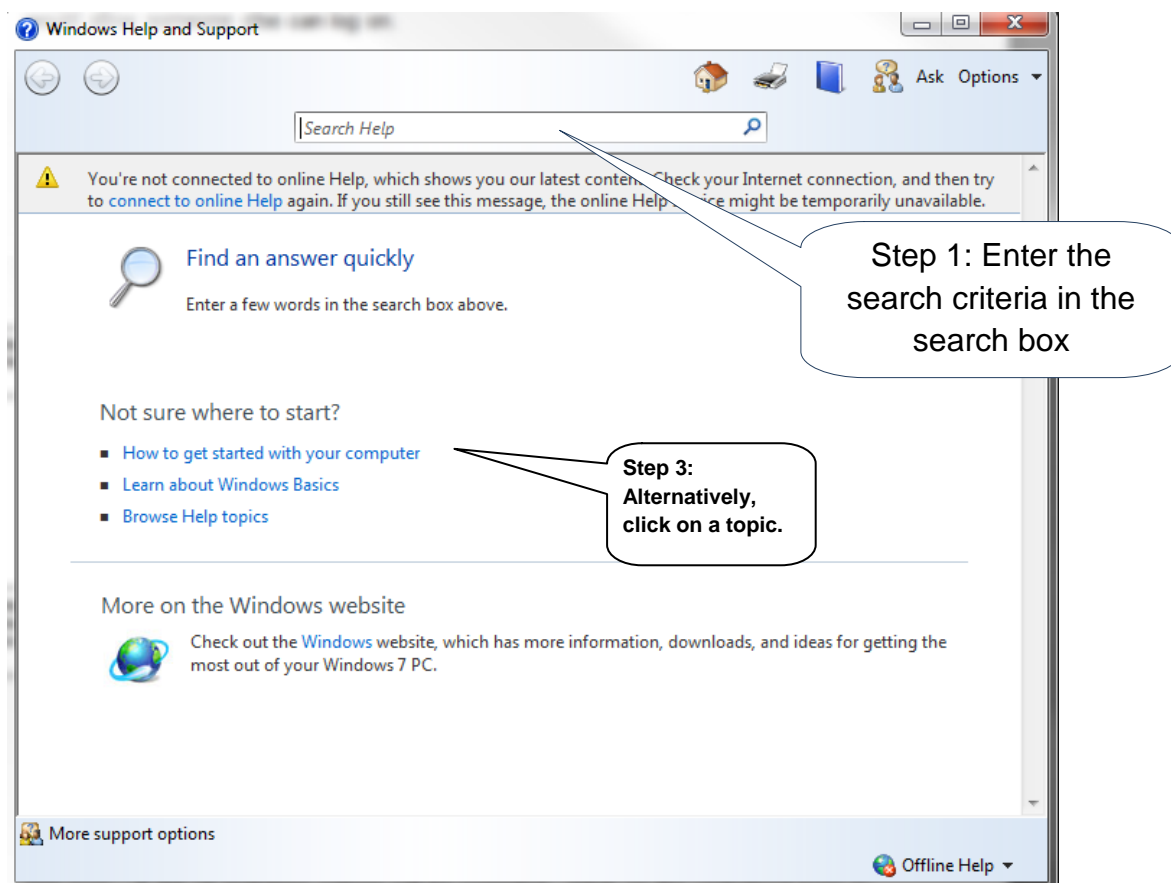 Windows Help and Support
Ask Options
Search Help
You're not connected to online Help, which shows you our latest content. Check your Internet connection, and then try
to connect to online Help again. If you still see this message, the online Help ice might be temporarily unavailable.
Find an answer quickly
Enter a few words in the search box above.
Step 1: Enter the
search criteria in the
search box
Not sure where to start?
How to get started with your computer
Learn about Windows Basics
Browse Help topics
Step 3:
Alternatively,
click on a topic.
More on the Windows website
Check out the Windows website, which has more information, downloads, and ideas for getting the
most out of your Windows 7 PC.
More support options
Offline Help